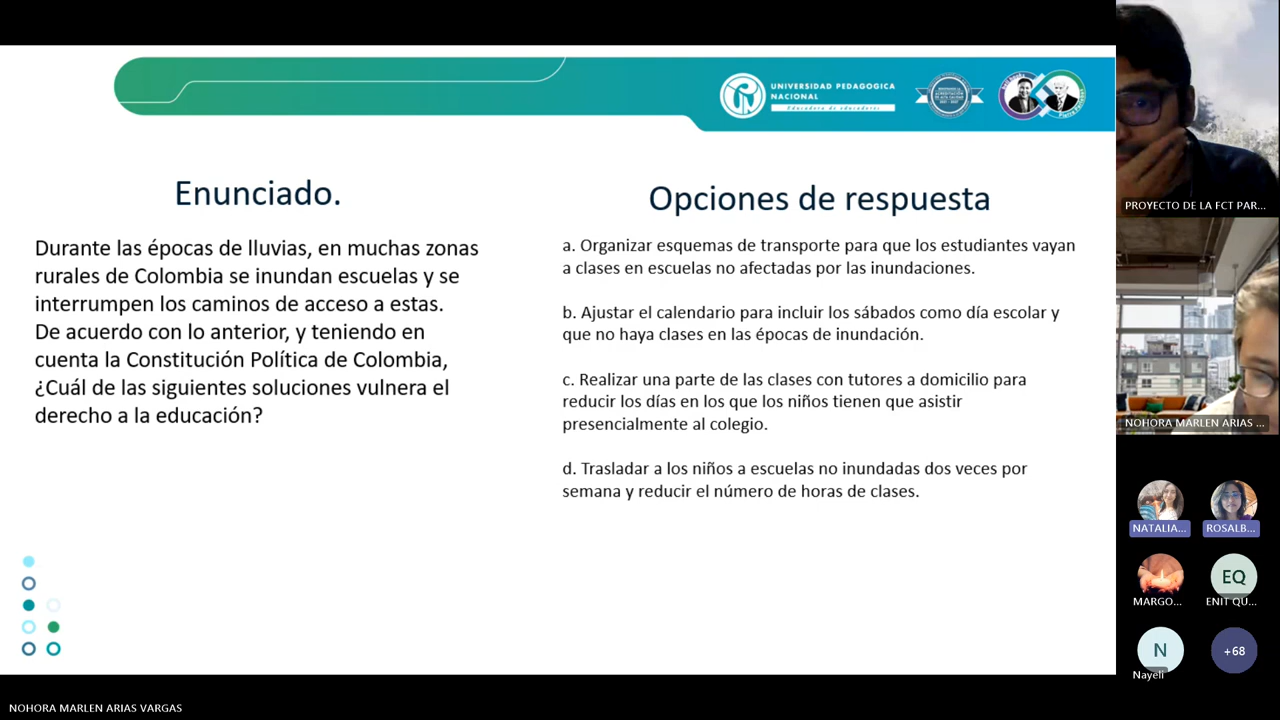 UNIVERSIDAD PEDAGOGICA
NACIONAL
Educadora de educadores
Enunciado.
Durante las épocas de lluvias, en muchas zonas
rurales de Colombia se inundan escuelas y se
interrumpen los caminos de acceso a estas.
De acuerdo con lo anterior, y teniendo en
cuenta la Constitución Política de Colombia,
¿Cuál de las siguientes soluciones vulnera el
derecho a la educación?
Opciones de respuesta
a. Organizar esquemas de transporte para que los estudiantes vayan
a clases en escuelas no afectadas por las inundaciones.
b. Ajustar el calendario para incluir los sábados como día escolar y
que no haya clases en las épocas de inundación.
c. Realizar una parte de las clases con tutores a domicilio para
reducir los días en los que los niños tienen que asistir
presencialmente al colegio.
d. Trasladar a los niños a escuelas no inundadas dos veces por
semana y reducir el número de horas de clases.
PROYECTO DE LA FCT PAR...
NOHORA MARLEN ARIAS ...
NATALIA...
ROSALB...
MARGO...
EQ
ENIT QU...
N
Nayeli
+68
NOHORA MARLEN ARIAS VARGAS